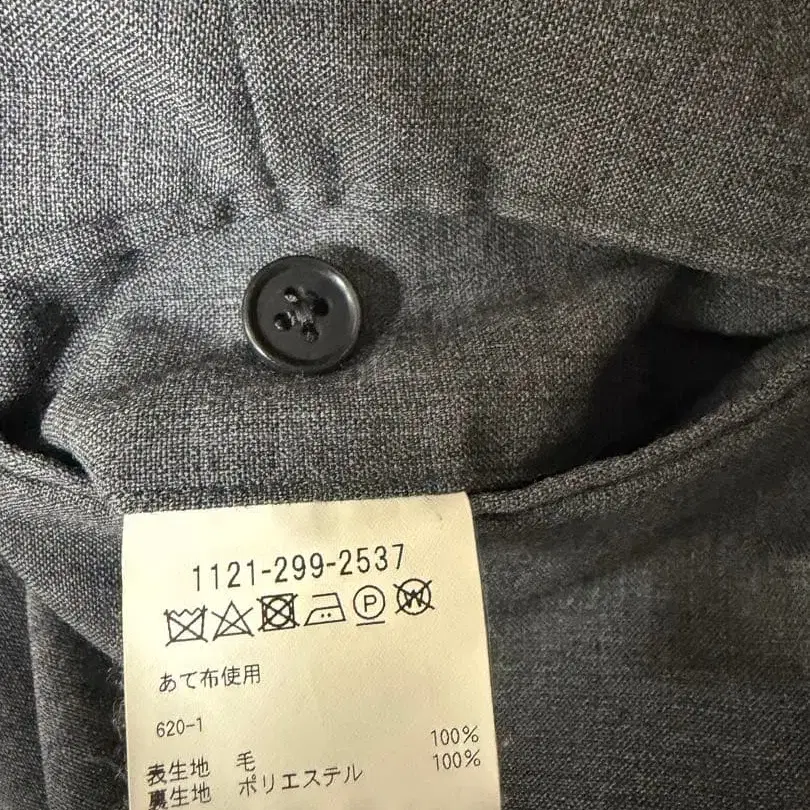 1121-299-2537
P W
あて布使用
620-1
表生地 毛 100%
裏生地 ポリエステル 100%